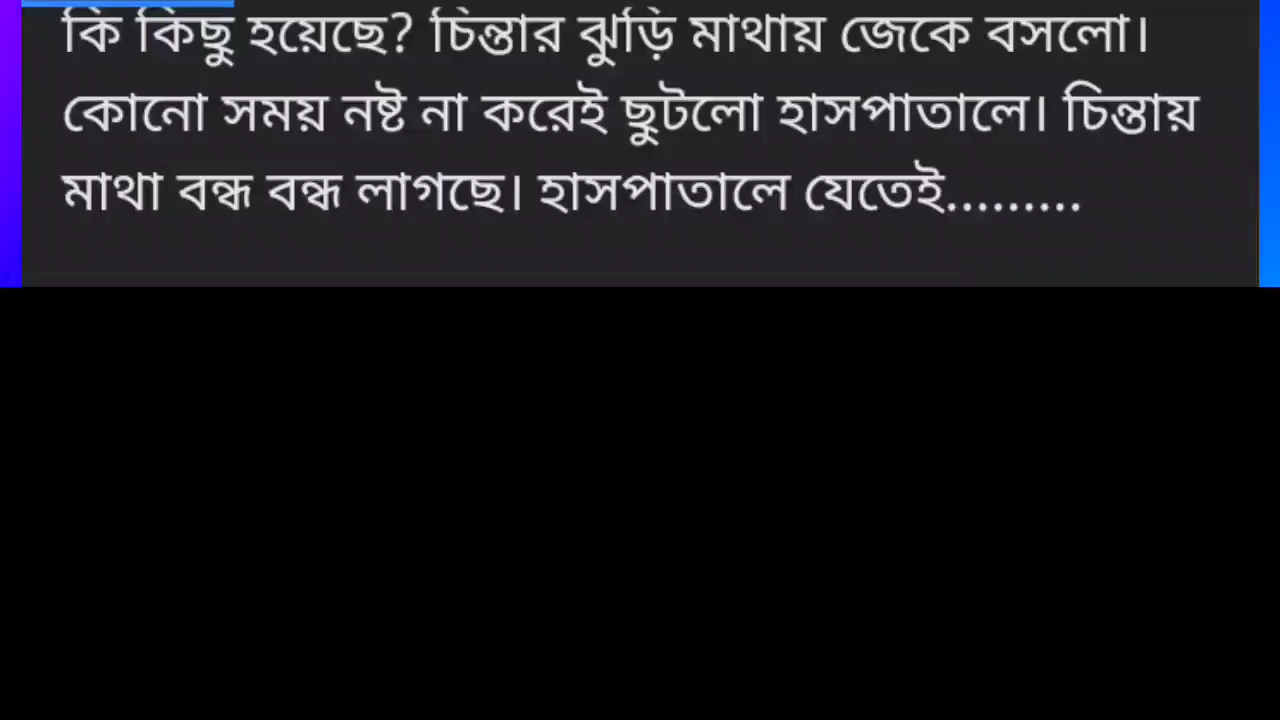 কি কিছু হয়েছে? চিন্তার ঝুড়ি মাথায় জেকে বসলো।
কোনো সময় নষ্ট না করেই ছুটলো হাসপাতালে। চিন্তায়
মাথা বন্ধ বন্ধ লাগছে। হাসপাতালে যেতেই.........